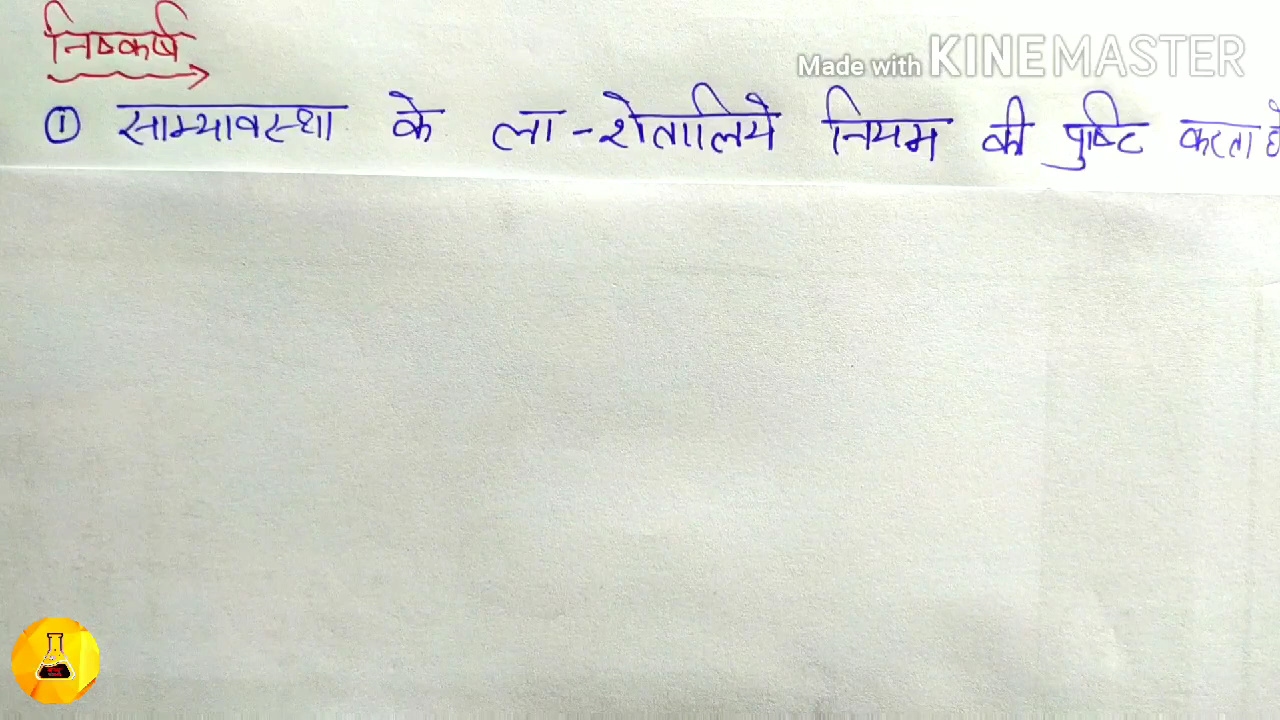 निष्कर्ष
Made with KINEMASTER
① साम्यावस्था के ला-शेतालिये नियम की पुष्टि करता है